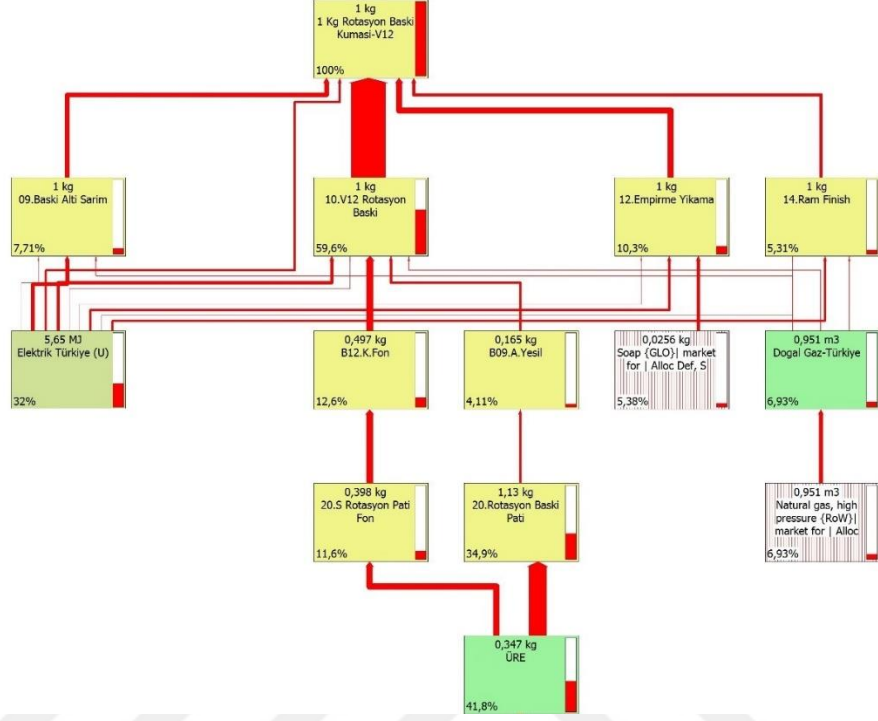 1 kg
1 Kg Rotasyon Baski
Kumasi-V12
100%
1 kg
09.Baski Alti Sarim
7,71%
1 kg
10.V12 Rotasyon
Baski
59,6%
1 kg
12.Empirme Yikama
10,3%
1 kg
14.Ram Finish
5,31%
5,65 MJ
Elektrik Türkiye (U)
32%
0,497 kg
B12.K.Fon
12,6%
0,165 kg
B09.A.Yesil
4,11%
0,0256 kg
Soap {GLO}| market
for | Alloc Def, S
5,38%
0,951 m3
Dogal Gaz-Türkiye
6,93%
0,398 kg
20.S Rotasyon Pati
Fon
11,6%
1,13 kg
20.Rotasyon Baski
Pati
34,9%
0,951 m3
Natural gas, high
pressure {RoW}|
market for | Alloc
6,93%
0,347 kg
ÜRE
41,8%